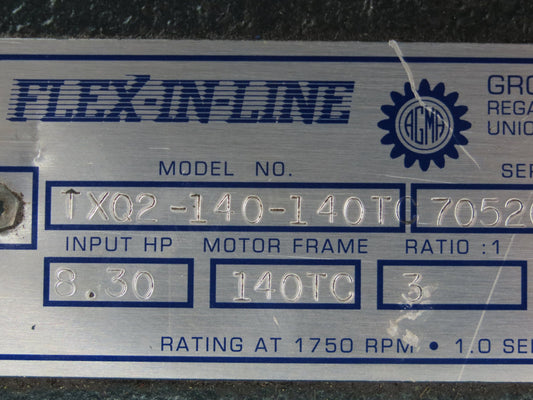 FLEX-IN-LINE
AGMA
GRO
REGA
UNIO
MODEL NO.
SER
TXQ2-140-140TC
7052
INPUT HP
MOTOR FRAME
RATIO :1
8.30
140TC
3
RATING AT 1750 RPM • 1.0 SE